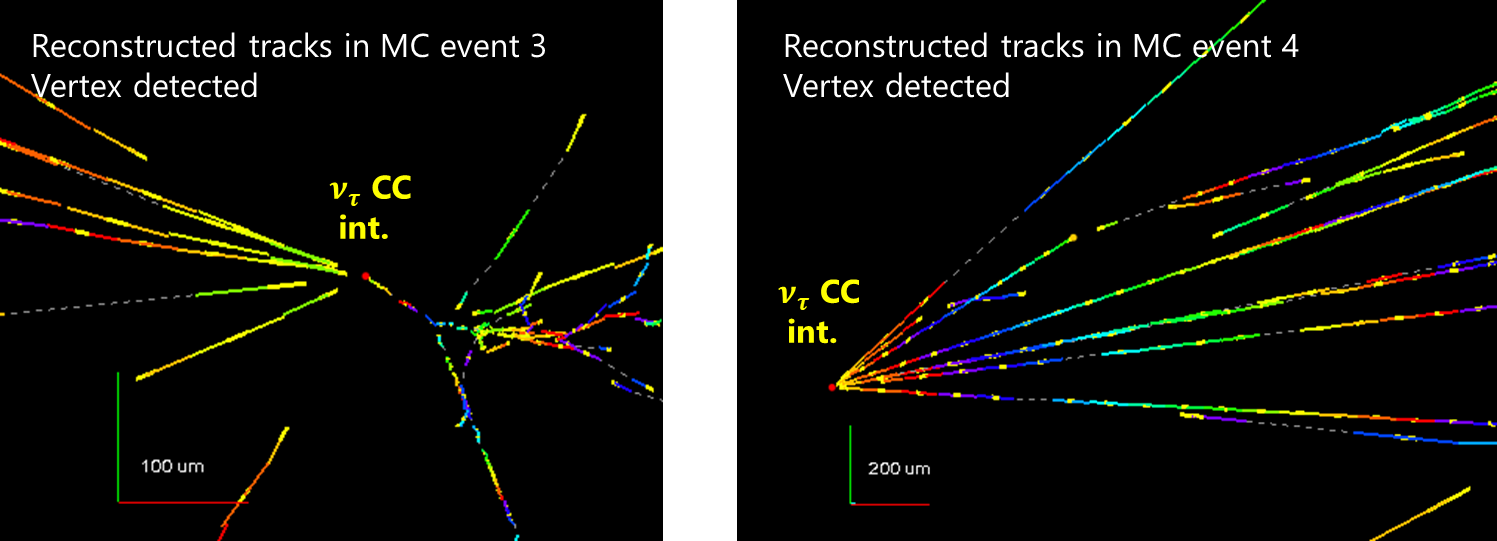 Reconstructed tracks in MC event 3
Vertex detected
ντ CC
int.
100 um
Reconstructed tracks in MC event 4
Vertex detected
ντ CC
int.
200 um